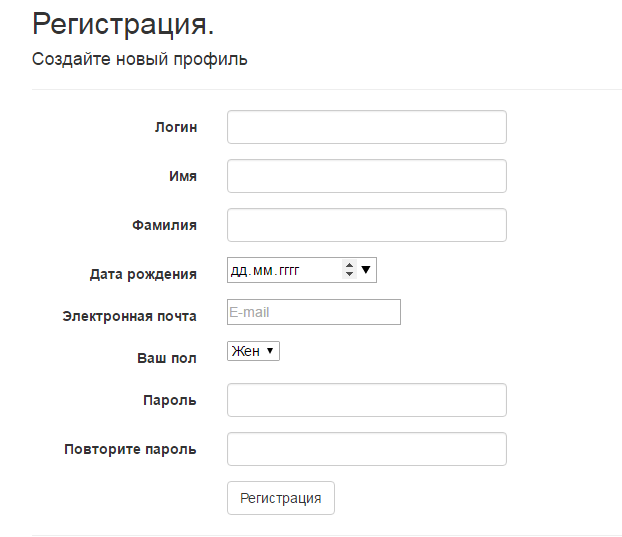 Регистрация.
Создайте новый профиль
Логин
Имя
Фамилия
Дата рождения дд.мм.гггг
Электронная почта E-mail
Ваш пол Жен
Пароль
Повторите пароль
Регистрация